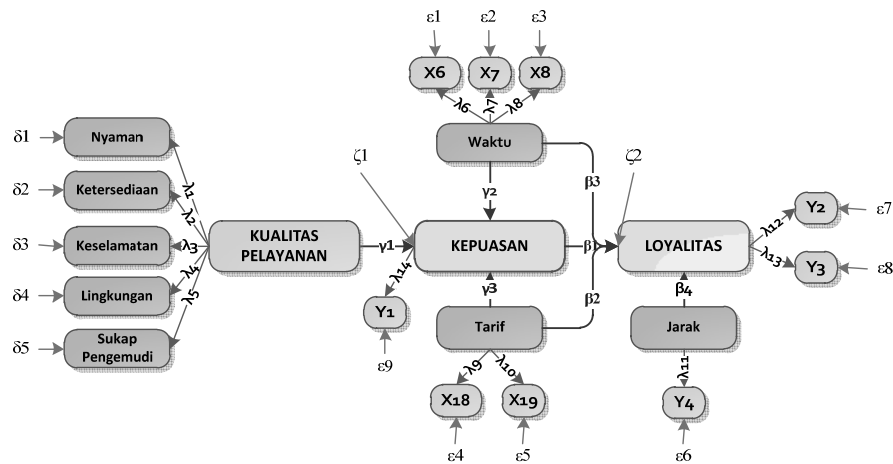 ε1
ε2
ε3
X6
X7
X8
λ6
λ7
λ8
δ1
Nyaman
Waktu
ζ1
ζ2
δ2
Ketersediaan
λ1
λ2
γ2
β3
Y2
ε7
λ12
δ3
Keselamatan
λ3
KUALITAS
PELAYANAN
γ1
KEPUASAN
β1
LOYALITAS
λ13
Y3
ε8
δ4
Lingkungan
λ4
λ5
λ14
γ3
β2
β4
Y1
Tarif
Jarak
δ5
Sukap
Pengemudi
ε9
λ9
λ10
λ11
X18
X19
Y4
ε4
ε5
ε6